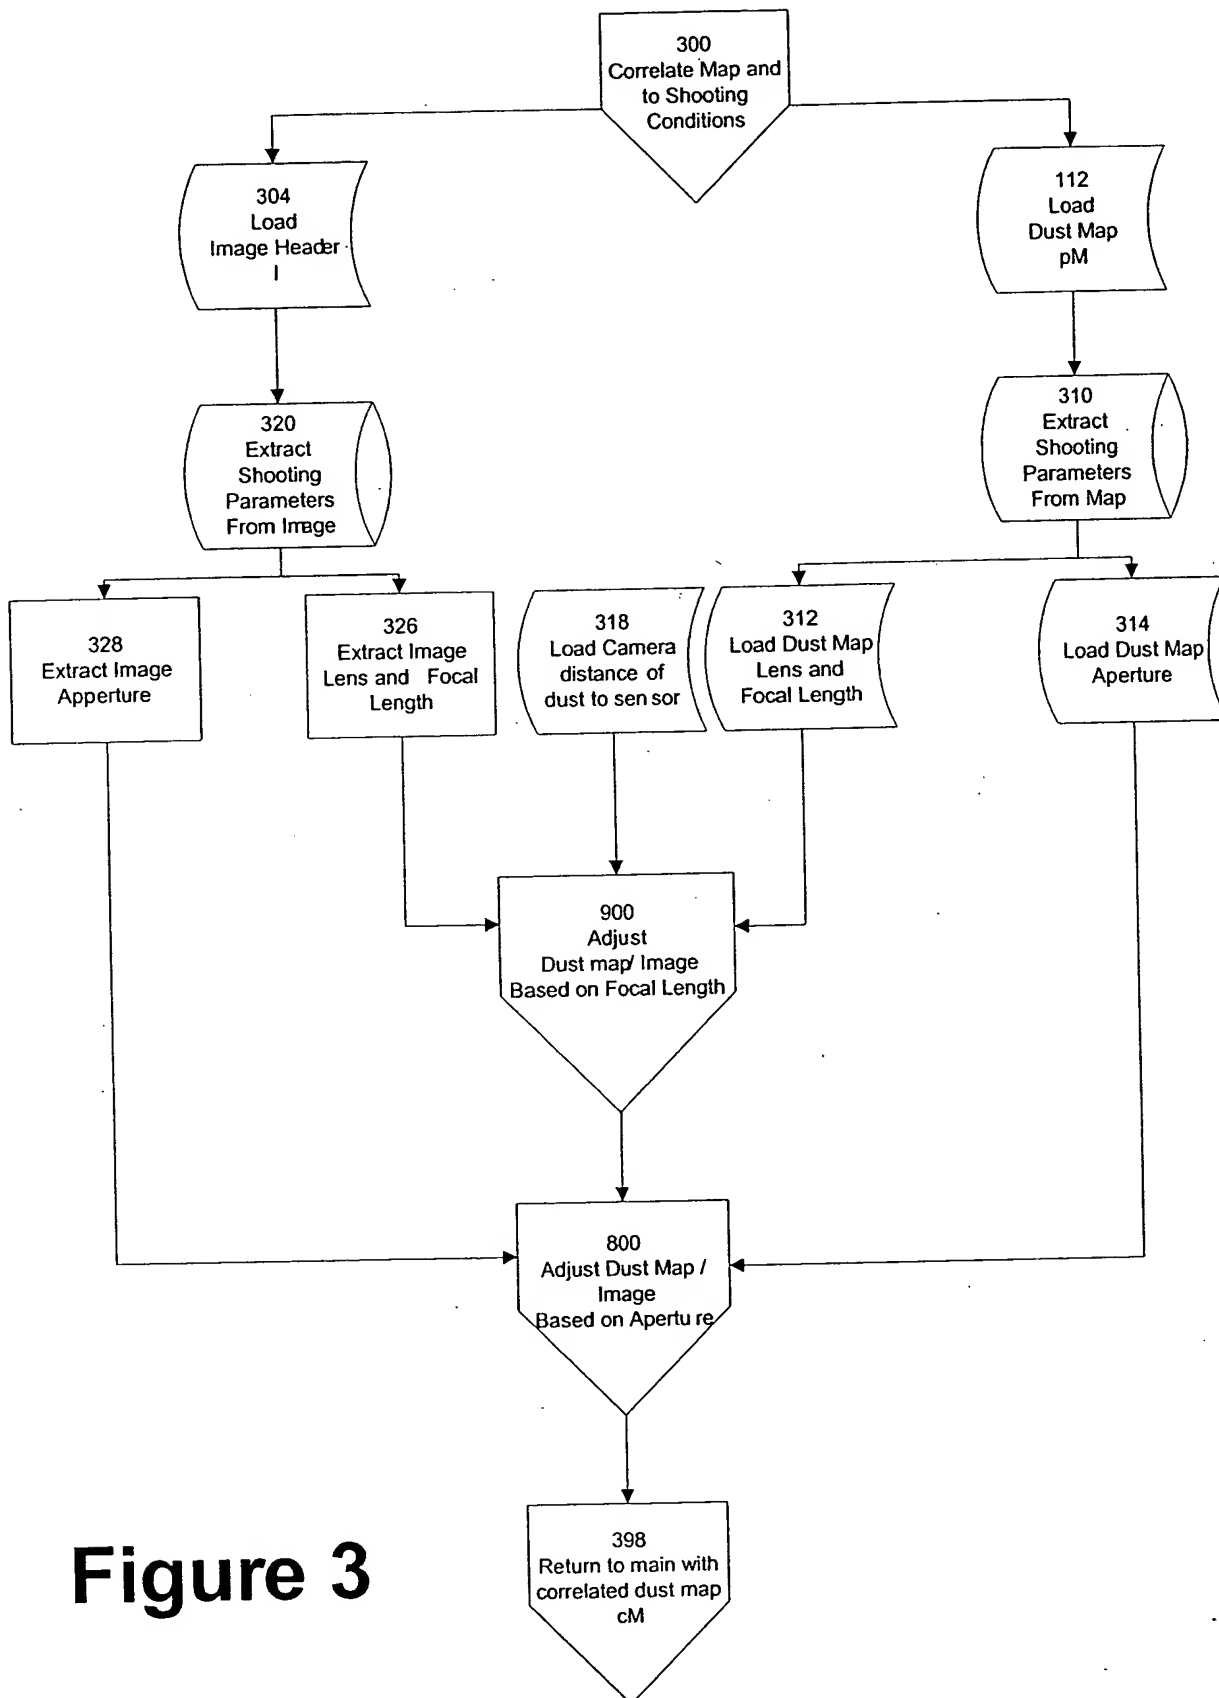 300
Correlate Map and
to Shooting
Conditions
304
Load
Image Header
I
112
Load
Dust Map
pM
320
Extract
Shooting
Parameters
From Image
310
Extract
Shooting
Parameters
From Map
328
Extract Image
Apperture
326
Extract Image
Lens and Focal
Length
318
Load Camera
distance of
dust to sensor
312
Load Dust Map
Lens and
Focal Length
314
Load Dust Map
Aperture
900
Adjust
Dust map/ Image
Based on Focal Length
800
Adjust Dust Map /
Image
Based on Aperture
398
Return to main with
correlated dust map
cM
Figure 3